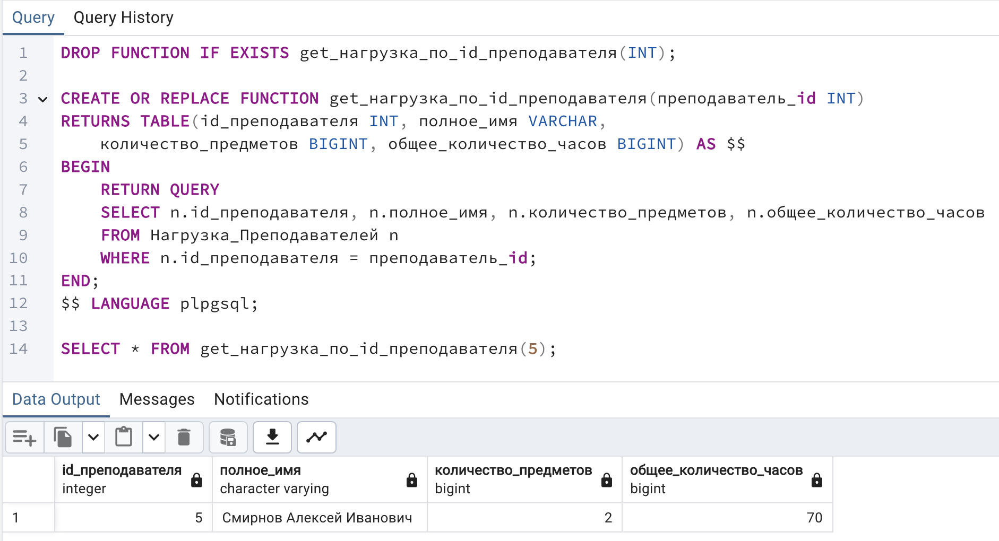 Query Query History
1 DROP FUNCTION IF EXISTS get_нагрузка_по_id_преподавателя(INT);
2
3 CREATE OR REPLACE FUNCTION get_нагрузка_по_id_преподавателя(преподаватель_id INT)
4 RETURNS TABLE(id_преподавателя INT, полное_имя VARCHAR,
5 количество_предметов BIGINT, общее_количество_часов BIGINT) AS $$
6 BEGIN
7 RETURN QUERY
8 SELECT n.id_преподавателя, n.полное_имя, n.количество_предметов, n.общее_количество_часов
9 FROM Нагрузка_Преподавателей n
10 WHERE n.id_преподавателя = преподаватель_id;
11 END;
12 $$ LANGUAGE plpgsql;
13
14 SELECT * FROM get_нагрузка_по_id_преподавателя(5);
Data Output Messages Notifications
id_преподавателя полное_имя количество_предметов общее_количество_часов
integer character varying bigint bigint
1 5 Смирнов Алексей Иванович 2 70